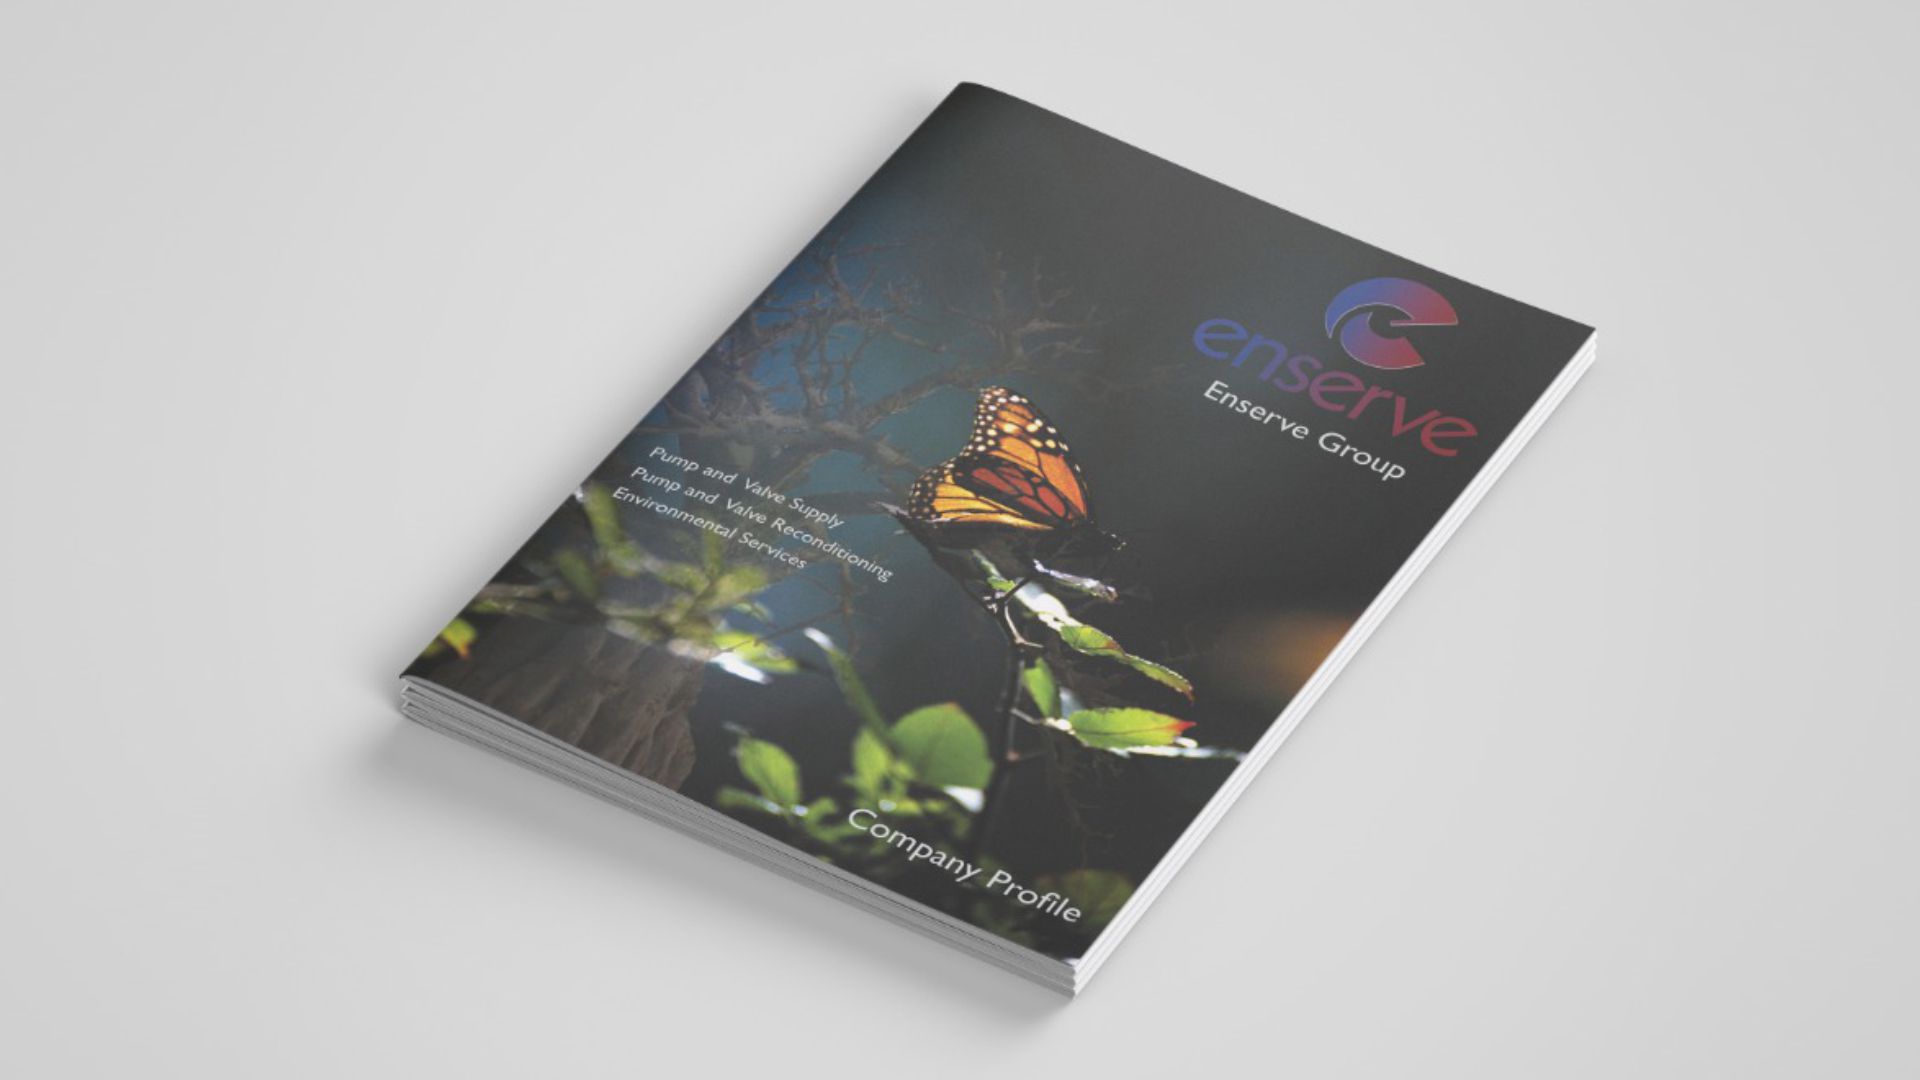 enserve
Enserve Group
Pump and Valve Supply
Pump and Valve Reconditioning
Environmental Services
Company Profile